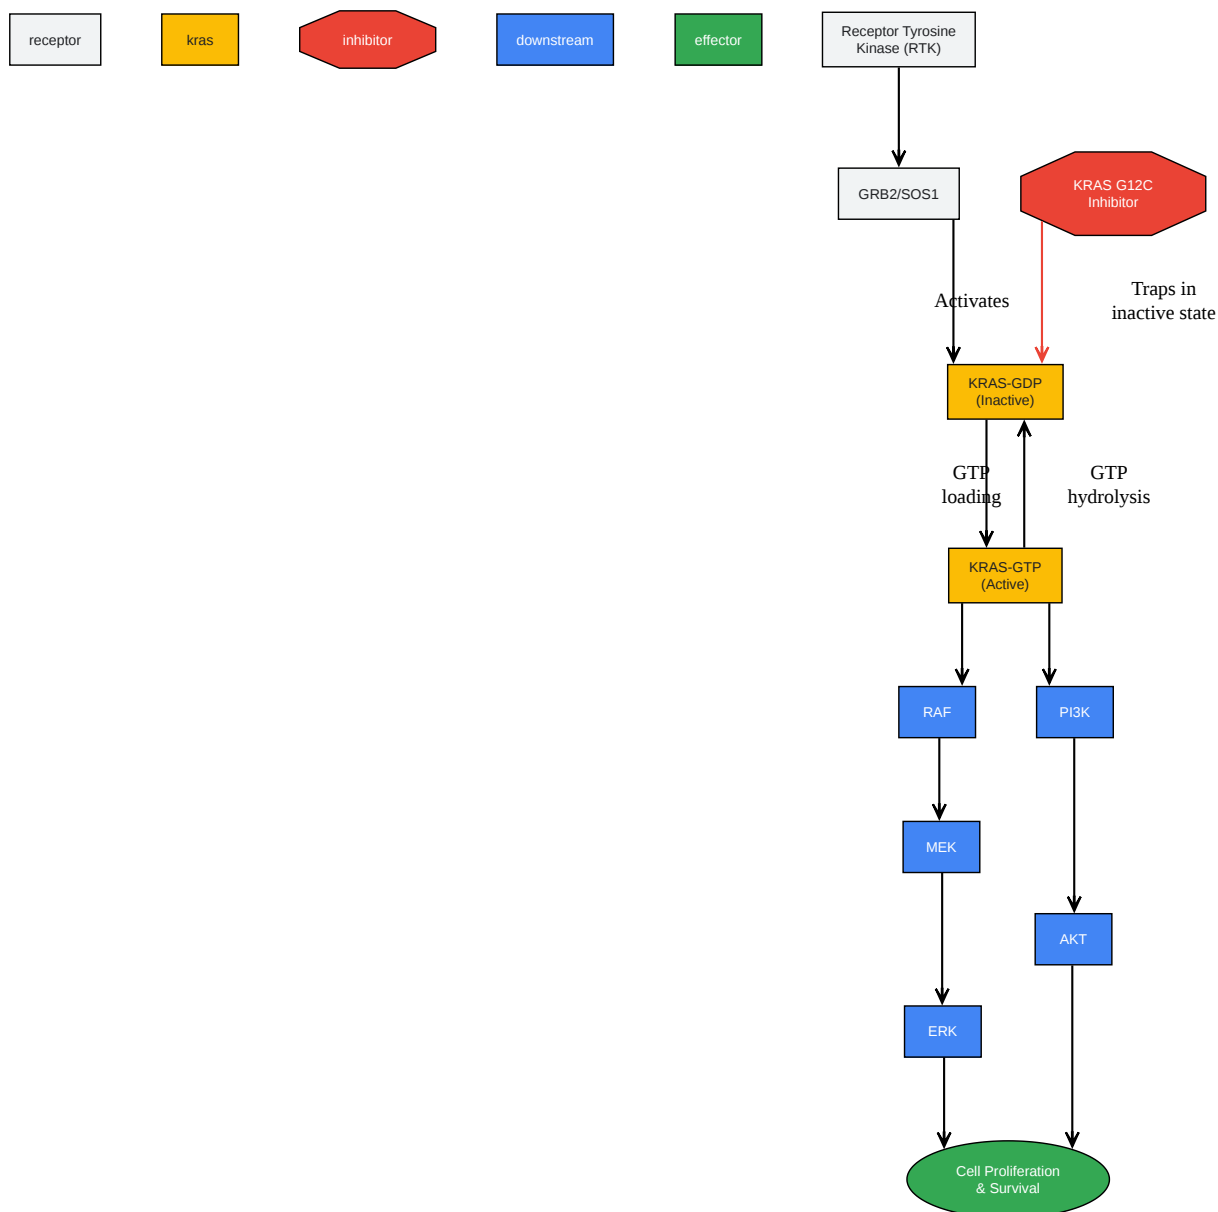 receptor
kras
inhibitor
downstream
effector
Receptor Tyrosine
Kinase (RTK)
GRB2/SOS1
KRAS G12C
Inhibitor
Activates
Traps in
inactive state
KRAS-GDP
(Inactive)
GTP
loading
GTP
hydrolysis
KRAS-GTP
(Active)
RAF
PI3K
MEK
AKT
ERK
Cell Proliferation
& Survival